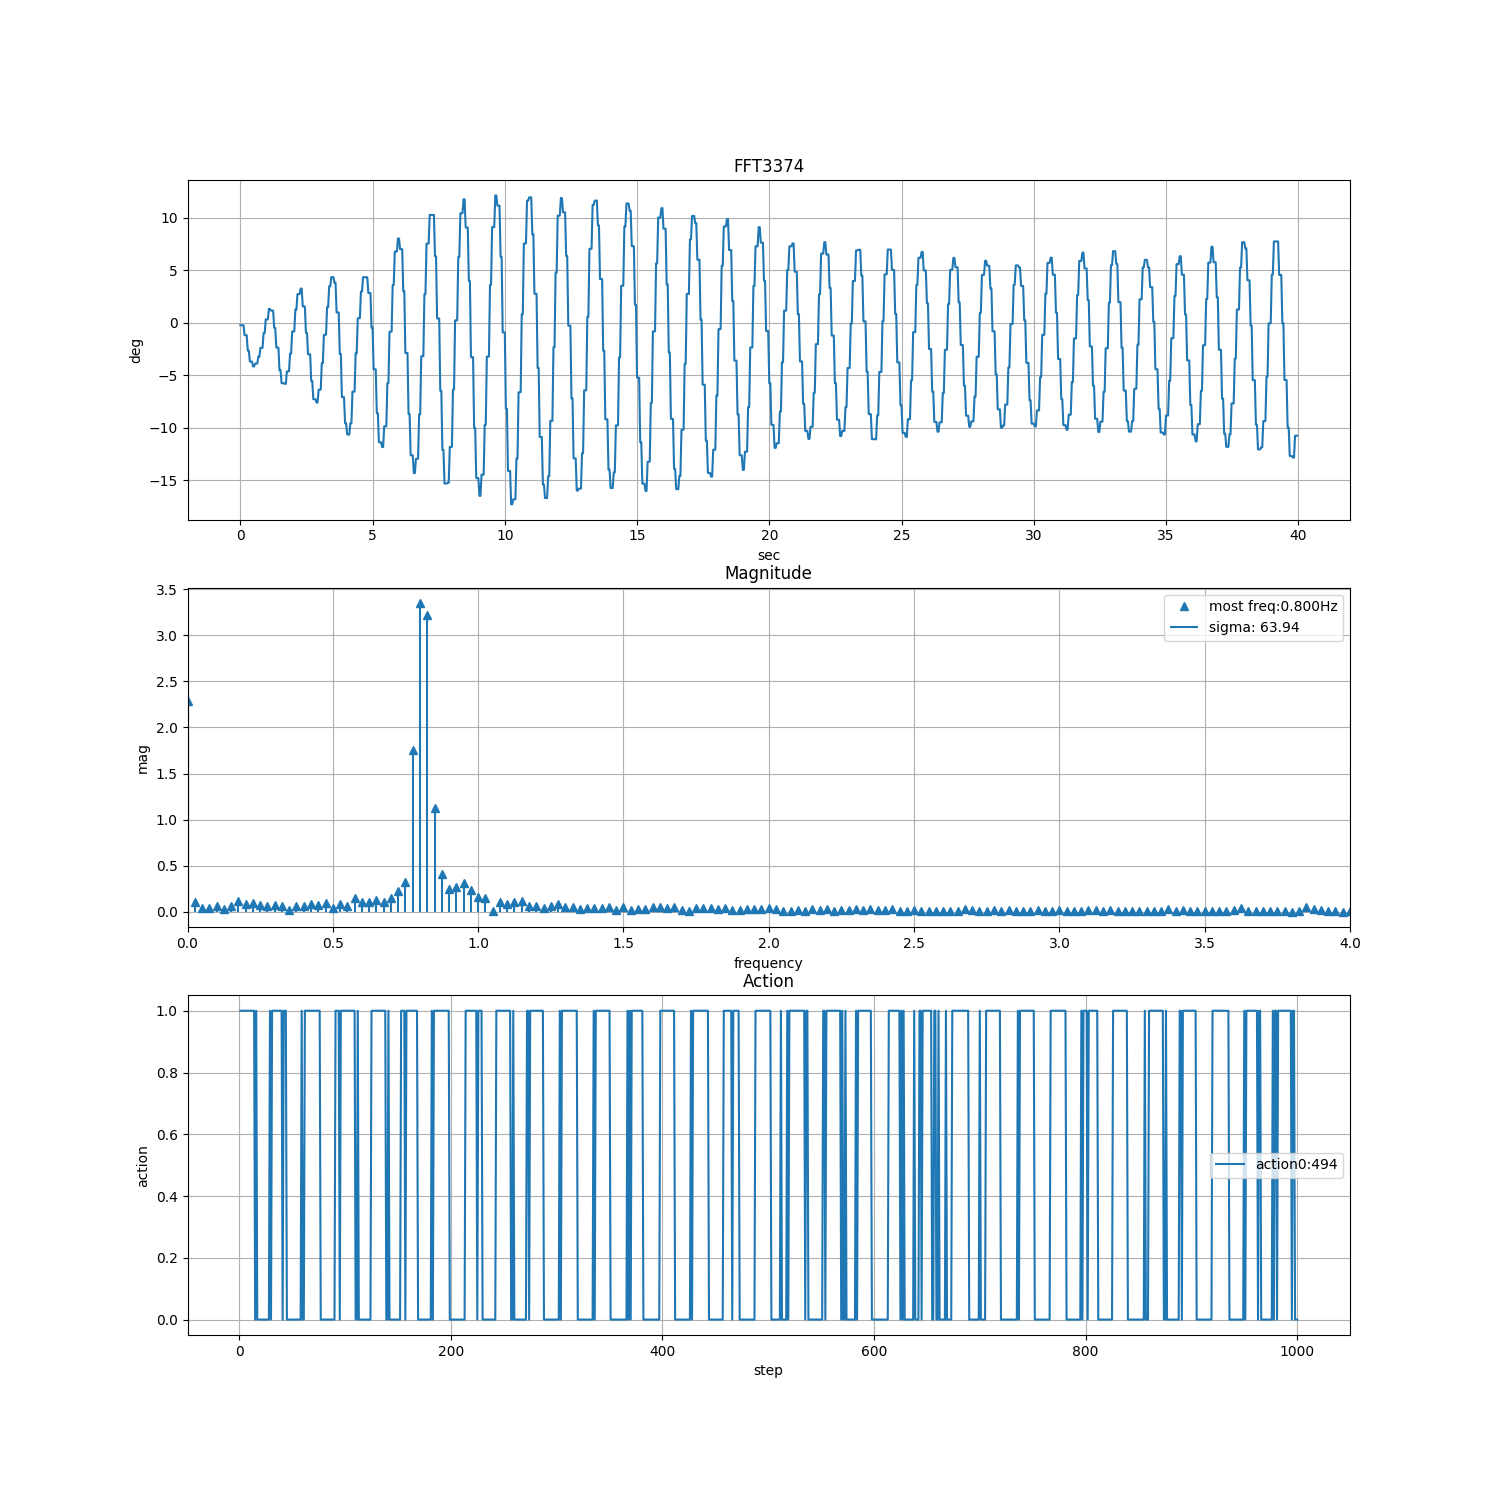 FFT3374
10
5
0
−5
−10
−15
deg
0 5 10 15 20 25 30 35 40
sec
Magnitude
3.5
3.0
2.5
2.0
1.5
1.0
0.5
0.0
mag
most freq:0.800Hz
sigma: 63.94
0.0 0.5 1.0 1.5 2.0 2.5 3.0 3.5 4.0
frequency
Action
1.0
0.8
0.6
0.4
0.2
0.0
action
action0:494
0 200 400 600 800 1000
step